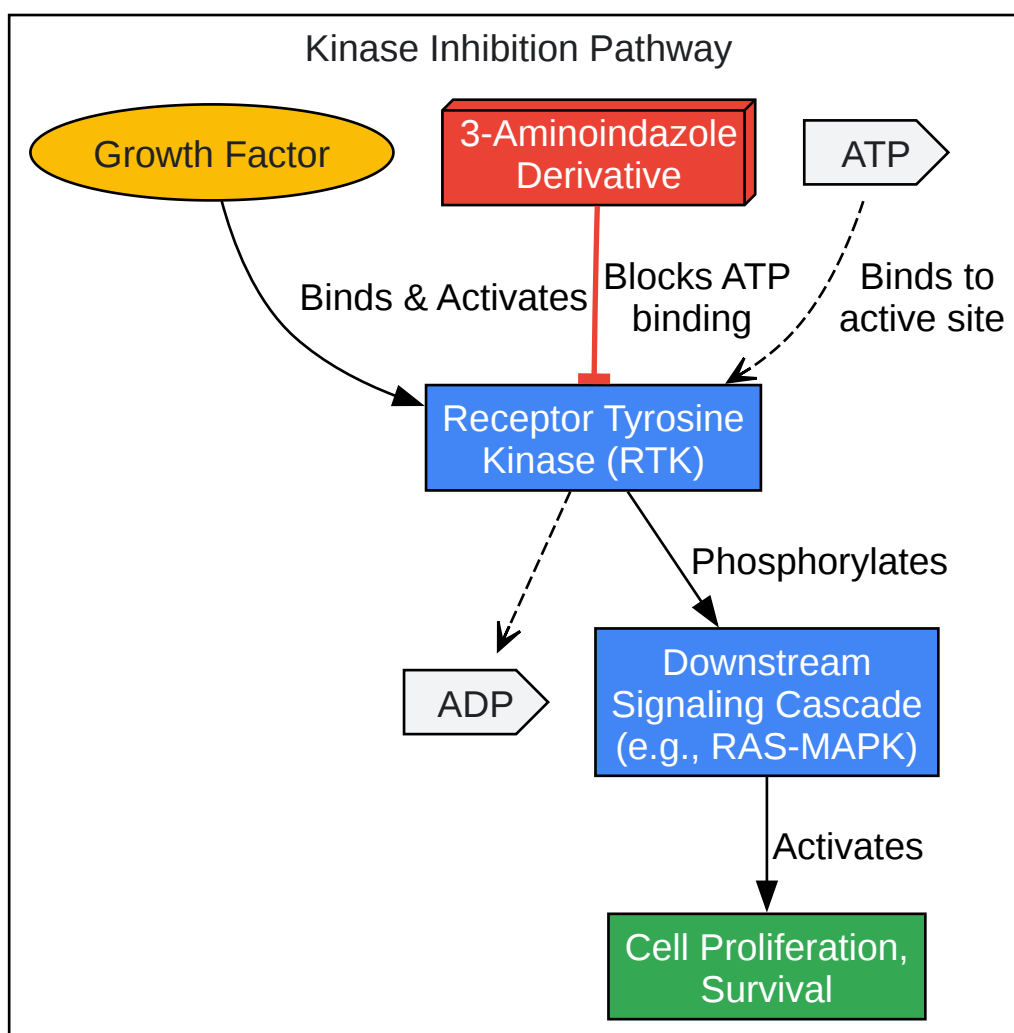 Kinase Inhibition Pathway
Growth Factor
3-Aminoindazole
Derivative
ATP
Binds & Activates
Blocks ATP
binding
Binds to
active site
Receptor Tyrosine
Kinase (RTK)
Phosphorylates
ADP
Downstream
Signaling Cascade
(e.g., RAS-MAPK)
Activates
Cell Proliferation,
Survival